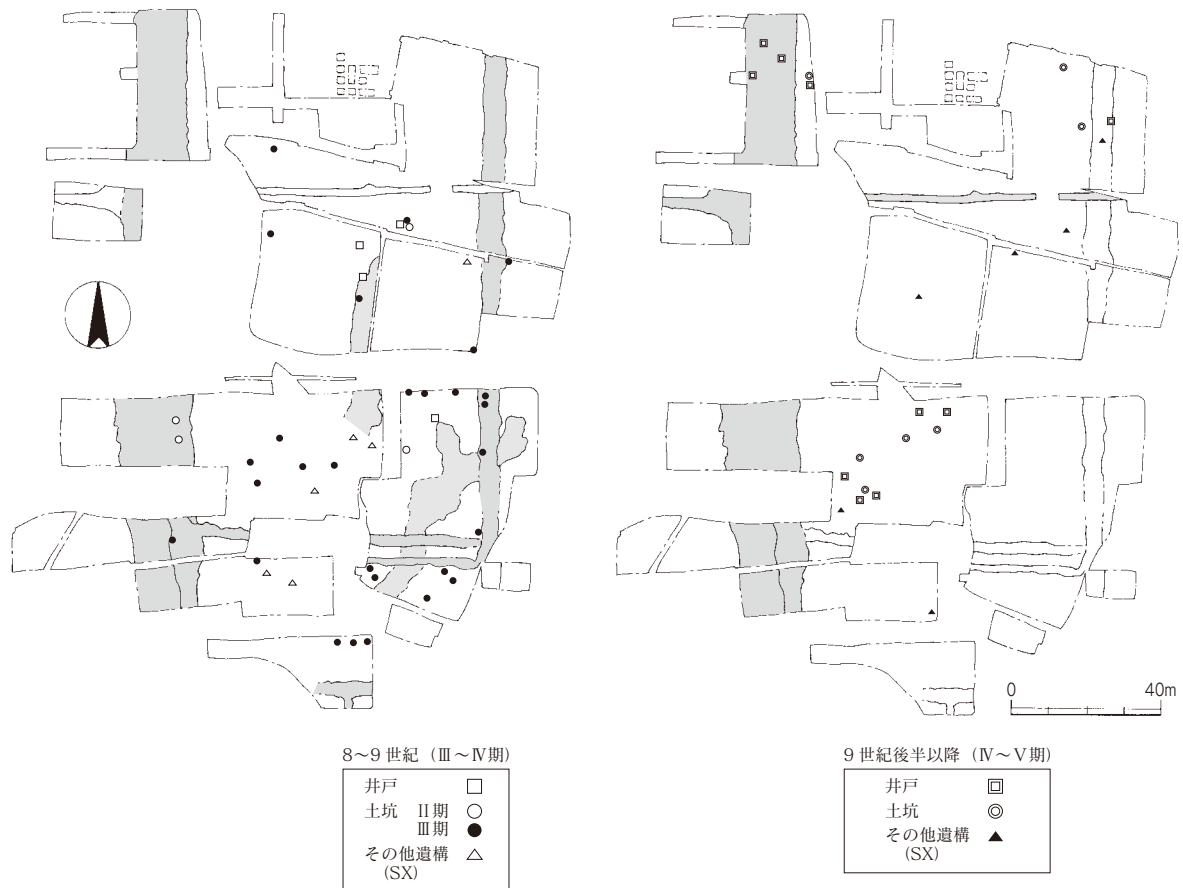 0 40m
8～9世紀（Ⅲ～Ⅳ期）
井戸
土坑 Ⅱ期
Ⅲ期
その他遺構
(SX)
9世紀後半以降（Ⅳ～Ⅴ期）
井戸
土坑
その他遺構
(SX)